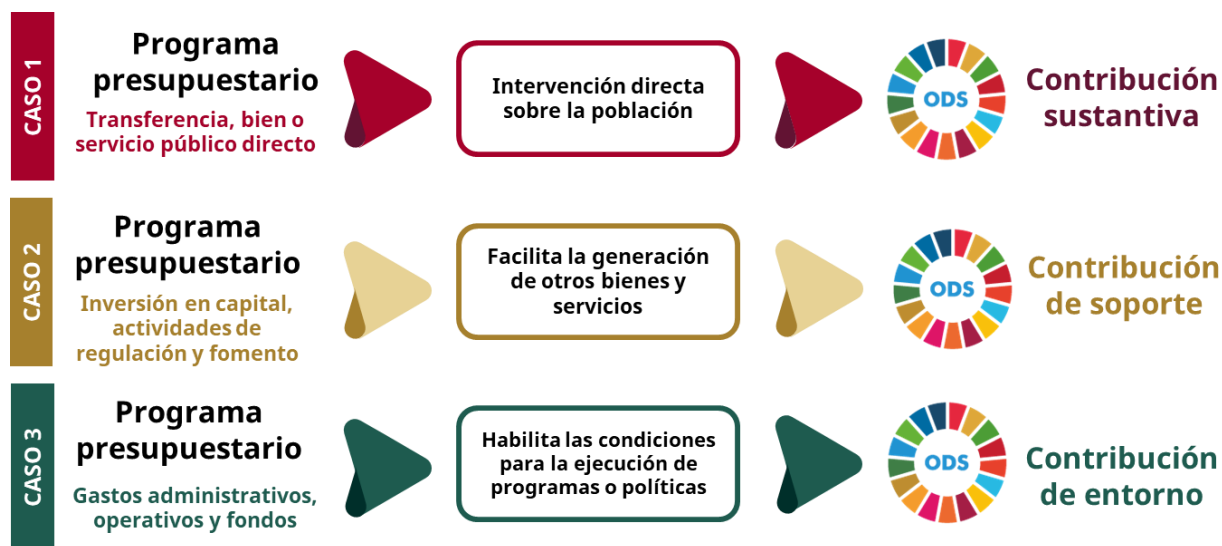 CASO 1
Programa
presupuestario
Transferencia, bien o
servicio público directo
Intervención directa
sobre la población
ODS
Contribución
sustantiva
CASO 2
Programa
presupuestario
Inversión en capital,
actividades de
regulación y fomento
Facilita la generación
de otros bienes y
servicios
ODS
Contribución
de soporte
CASO 3
Programa
presupuestario
Gastos administrativos,
operativos y fondos
Habilita las condiciones
para la ejecución de
programas o políticas
ODS
Contribución
de entorno